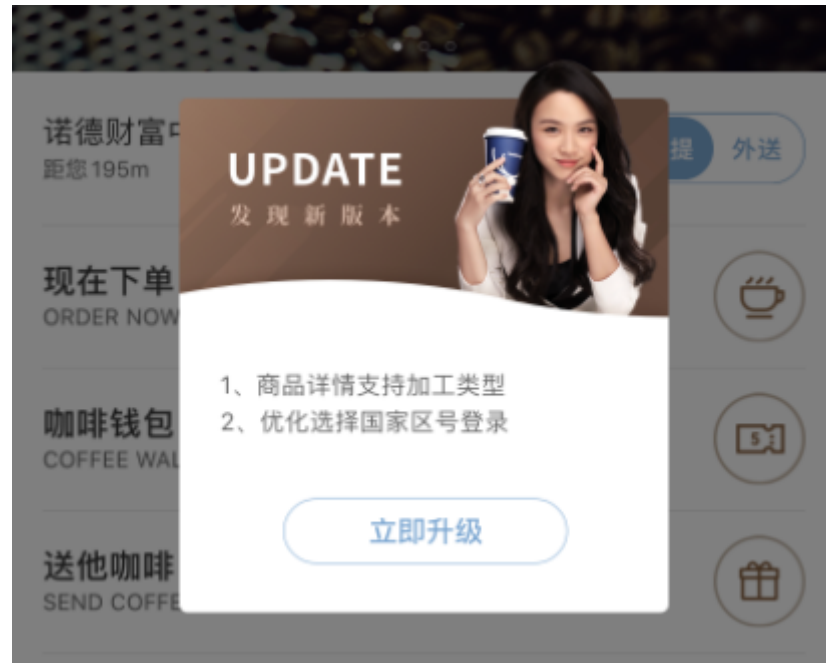 诺德财富中
距您195m
提
外送
UPDATE
发现新版本
现在下单
ORDER NOW
1、商品详情支持加工类型
2、优化选择国家区号登录
咖啡钱包
COFFEE WAL
立即升级
送他咖啡
SEND COFFE